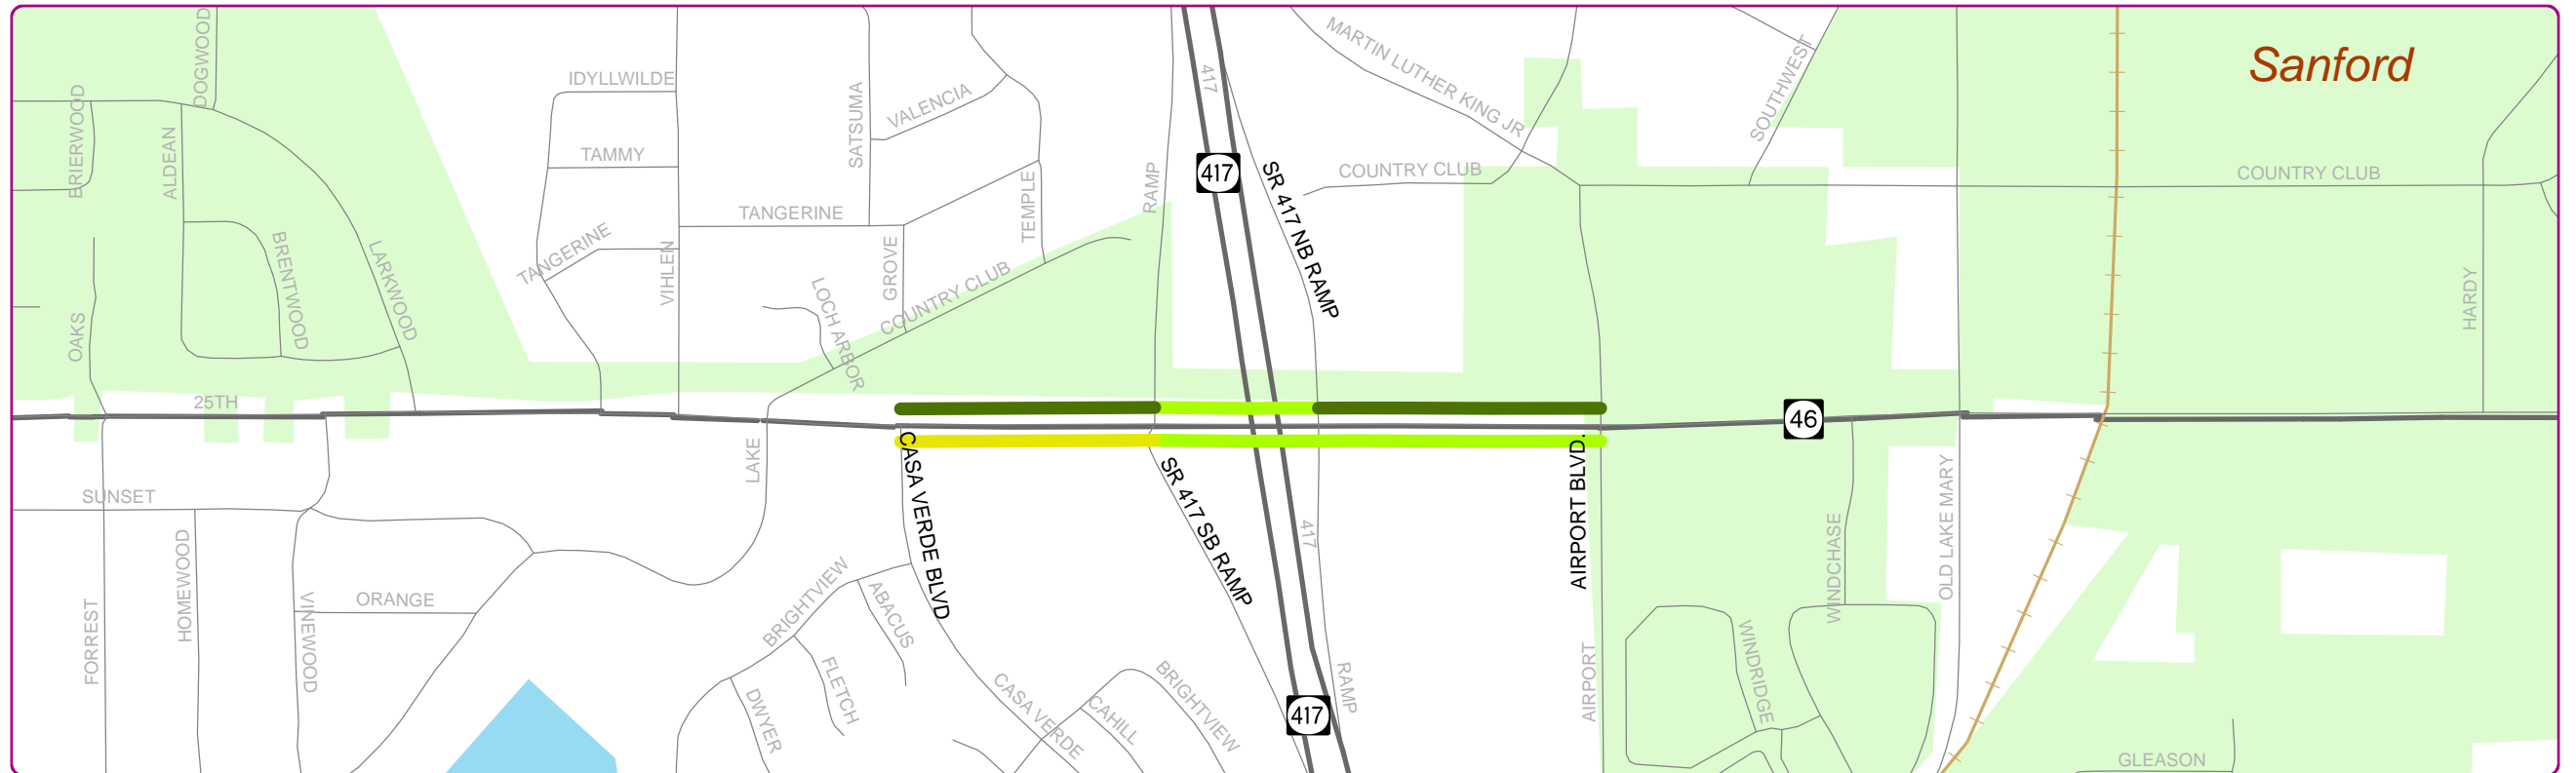 DOGWOOD
BRIERWOOD
ALDEAN
OAKS
BRENTWOOD
LARKWOOD
25TH
IDYLLWILDE
TAMMY
TANGERINE
TANGERINE
VIHLEN
SATSUMA
VALENCIA
TEMPLE
GROVE
LOCH ARBOR
COUNTRY CLUB
RAMP
417
417
SR 417 NB RAMP
MARTIN LUTHER KING JR
COUNTRY CLUB
SOUTHWEST
Sanford
COUNTRY CLUB
HARDY
46
LAKE
CASA VERDE BLVD
SR 417 SB RAMP
417
AIRPORT BLVD.
SUNSET
FORREST
HOMEWOOD
VINEWOOD
ORANGE
BRIGHTVIEW
ABACUS
FLETCH
DWYER
CASA VERDE
CAHILL
BRIGHTVIEW
417
RAMP
AIRPORT
WINDRIDGE
WINDCHASE
OLD LAKE MARY
GLEASON